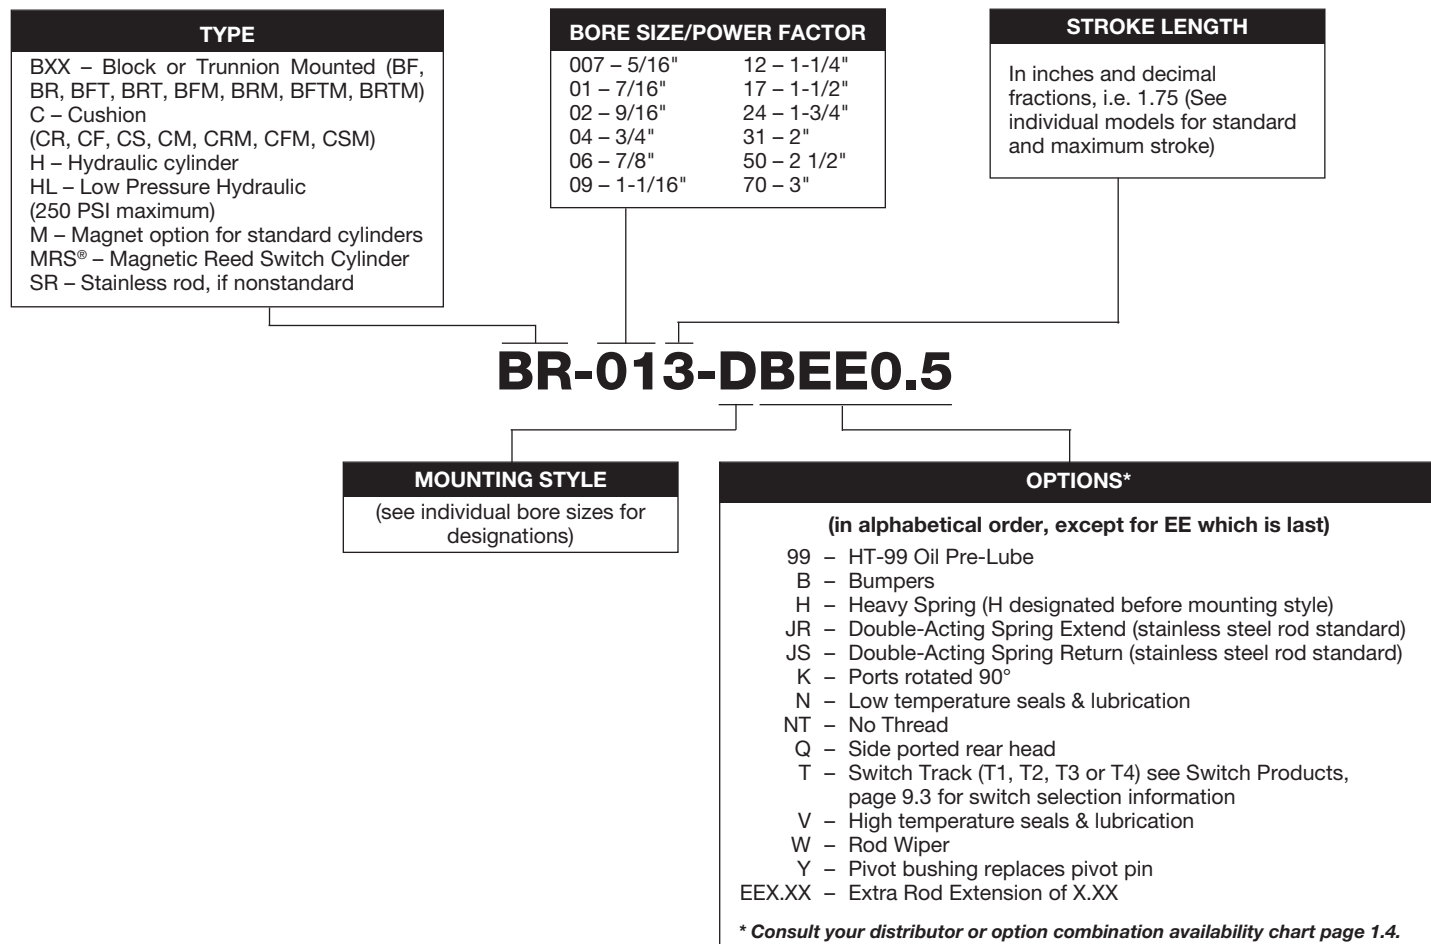 TYPE
BXX – Block or Trunnion Mounted (BF,
BR, BFT, BRT, BFM, BRM, BFTM, BRTM)
C – Cushion
(CR, CF, CS, CM, CRM, CFM, CSM)
H – Hydraulic cylinder
HL – Low Pressure Hydraulic
(250 PSI maximum)
M – Magnet option for standard cylinders
MRS® – Magnetic Reed Switch Cylinder
SR – Stainless rod, if nonstandard
BORE SIZE/POWER FACTOR
007 – 5/16" 12 – 1-1/4"
01 – 7/16" 17 – 1-1/2"
02 – 9/16" 24 – 1-3/4"
04 – 3/4" 31 – 2"
06 – 7/8" 50 – 2 1/2"
09 – 1-1/16" 70 – 3"
STROKE LENGTH
In inches and decimal
fractions, i.e. 1.75 (See
individual models for standard
and maximum stroke)
BR-013-DBEE0.5
MOUNTING STYLE
(see individual bore sizes for
designations)
OPTIONS*
(in alphabetical order, except for EE which is last)
99 – HT-99 Oil Pre-Lube
B – Bumpers
H – Heavy Spring (H designated before mounting style)
JR – Double-Acting Spring Extend (stainless steel rod standard)
JS – Double-Acting Spring Return (stainless steel rod standard)
K – Ports rotated 90°
N – Low temperature seals & lubrication
NT – No Thread
Q – Side ported rear head
T – Switch Track (T1, T2, T3 or T4) see Switch Products,
page 9.3 for switch selection information
V – High temperature seals & lubrication
W – Rod Wiper
Y – Pivot bushing replaces pivot pin
EEX.XX – Extra Rod Extension of X.XX
* Consult your distributor or option combination availability chart page 1.4.